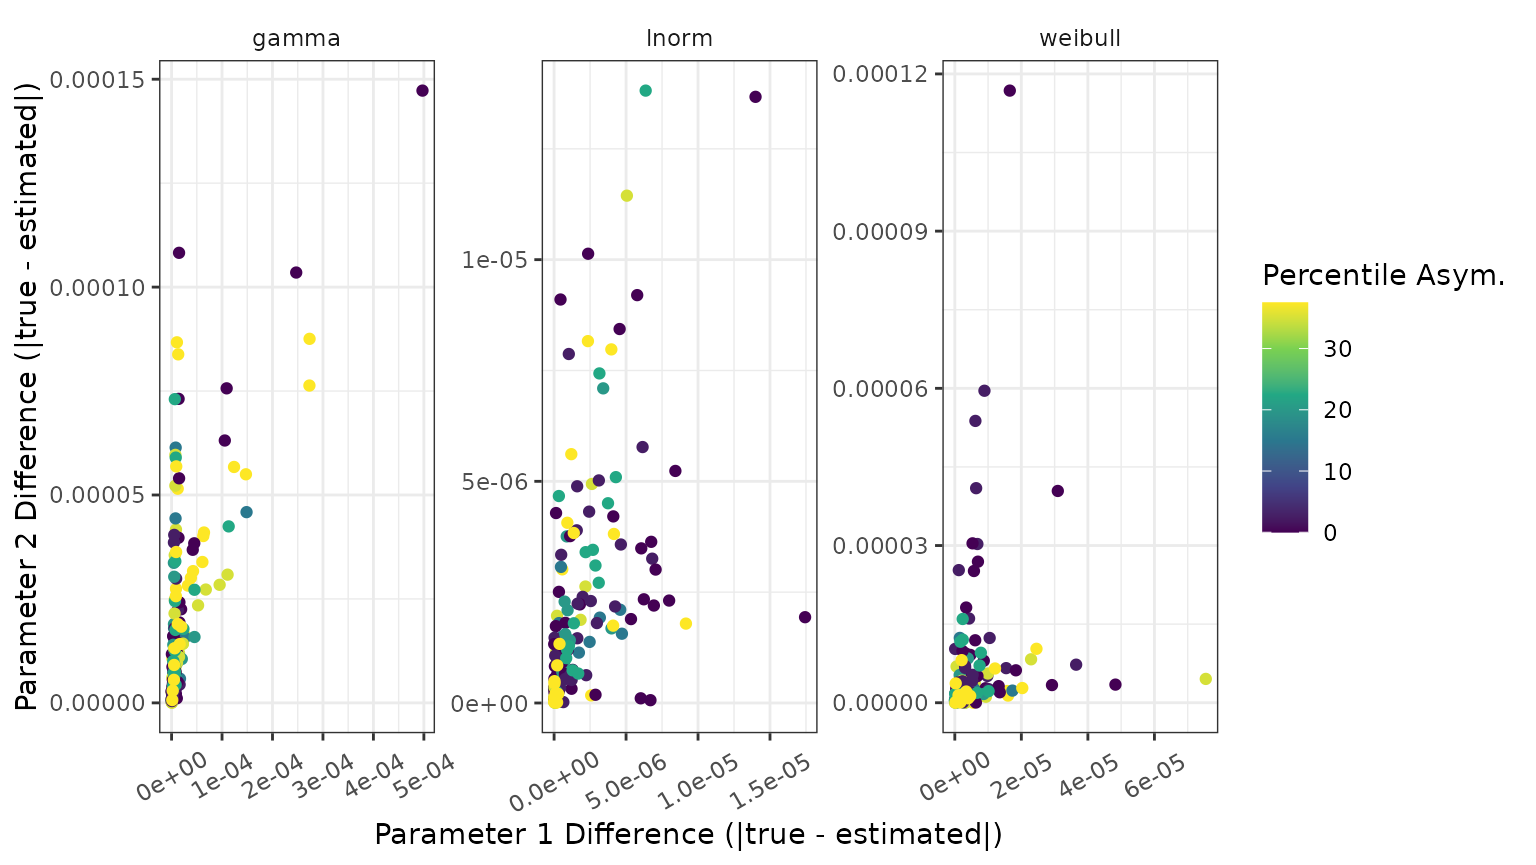 gamma
lnorm
weibull
Parameter 2 Difference (|true - estimated|)
0.00015
0.00010
0.00005
0.00000
1e-05
5e-06
0e+00
0.00012
0.00009
0.00006
0.00003
0.00000
0e+00
1e-04
2e-04
3e-04
4e-04
5e-04
0.0e+00
5.0e-06
1.0e-05
1.5e-05
0e+00
2e-05
4e-05
6e-05
Parameter 1 Difference (|true - estimated|)
Percentile Asym.
30
20
10
0